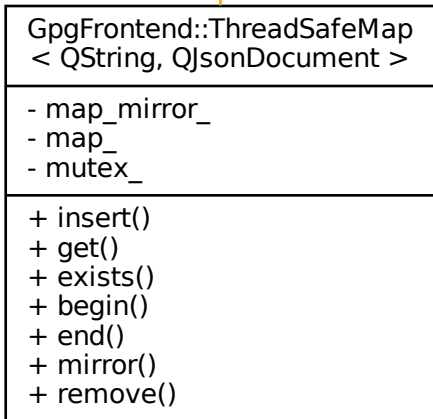 GpgFrontend::ThreadSafeMap
< QString, QJsonDocument >
- map_mirror_
- map_
- mutex_
+ insert()
+ get()
+ exists()
+ begin()
+ end()
+ mirror()
+ remove()